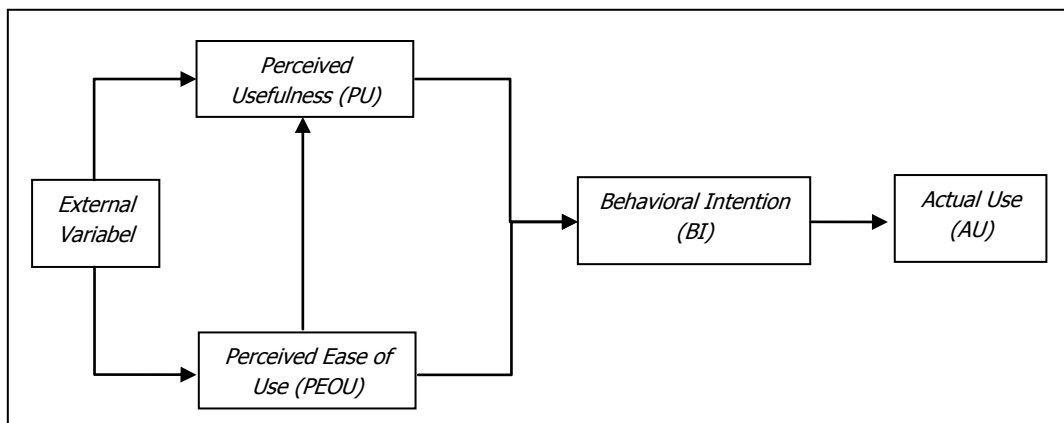 Perceived
Usefulness (PU)
External
Variabel
Behavioral Intention
(BI)
Actual Use
(AU)
Perceived Ease of
Use (PEOU)